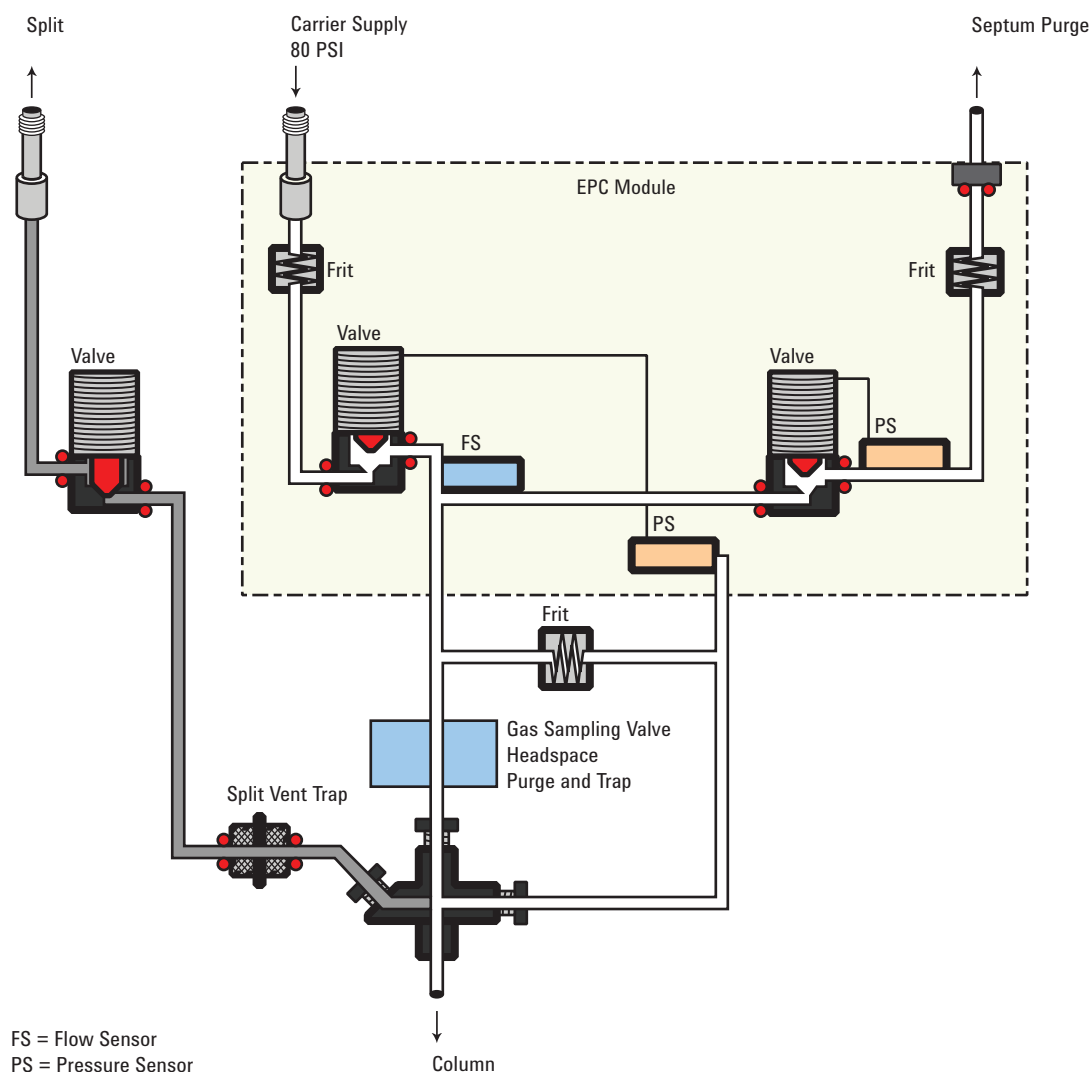 Split
Carrier Supply
80 PSI
Septum Purge
EPC Module
Frit
Frit
Valve
Valve
Valve
FS
PS
PS
Frit
Gas Sampling Valve
Headspace
Purge and Trap
Split Vent Trap
FS = Flow Sensor
PS = Pressure Sensor
Column